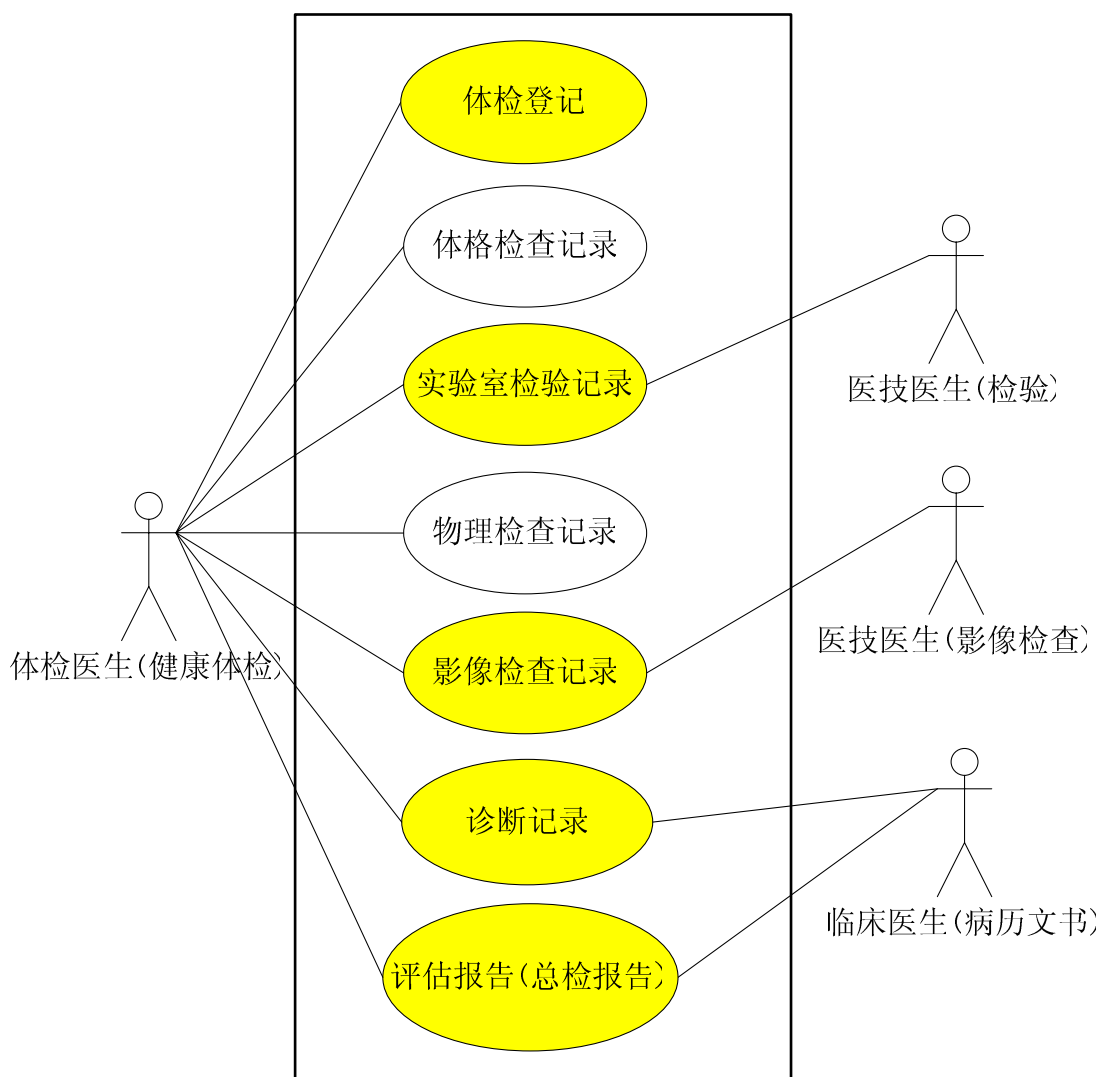 体检登记
体格检查记录
实验室检验记录
医技医生(检验)
物理检查记录
医技医生(影像检查)
体检医生(健康体检)
影像检查记录
诊断记录
临床医生(病历文书)
评估报告(总检报告)